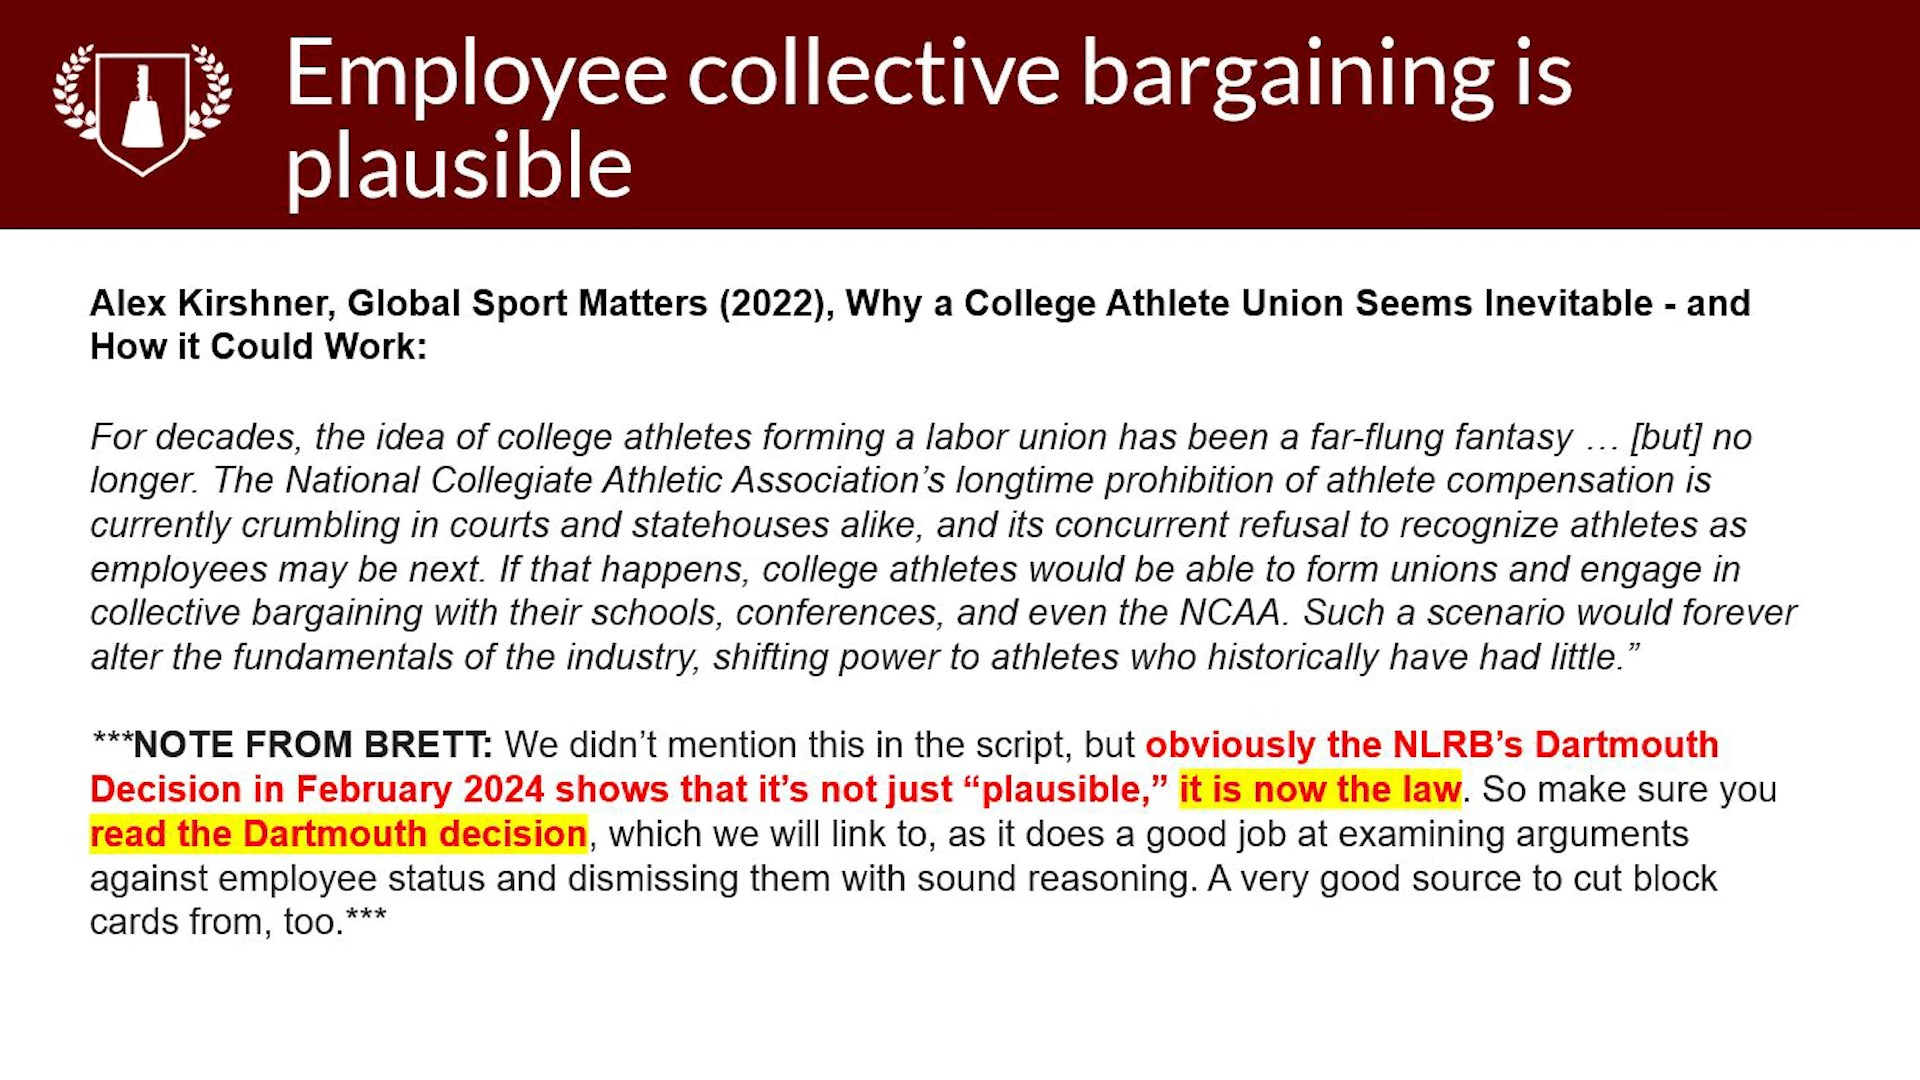 Employee collective bargaining is
plausible
Alex Kirshner, Global Sport Matters (2022), Why a College Athlete Union Seems Inevitable - and
How it Could Work:
For decades, the idea of college athletes forming a labor union has been a far-flung fantasy … [but] no
longer. The National Collegiate Athletic Association’s longtime prohibition of athlete compensation is
currently crumbling in courts and statehouses alike, and its concurrent refusal to recognize athletes as
employees may be next. If that happens, college athletes would be able to form unions and engage in
collective bargaining with their schools, conferences, and even the NCAA. Such a scenario would forever
alter the fundamentals of the industry, shifting power to athletes who historically have had little.”
***NOTE FROM BRETT: We didn’t mention this in the script, but obviously the NLRB’s Dartmouth
Decision in February 2024 shows that it’s not just “plausible,” it is now the law. So make sure you
read the Dartmouth decision, which we will link to, as it does a good job at examining arguments
against employee status and dismissing them with sound reasoning. A very good source to cut block
cards from, too.***